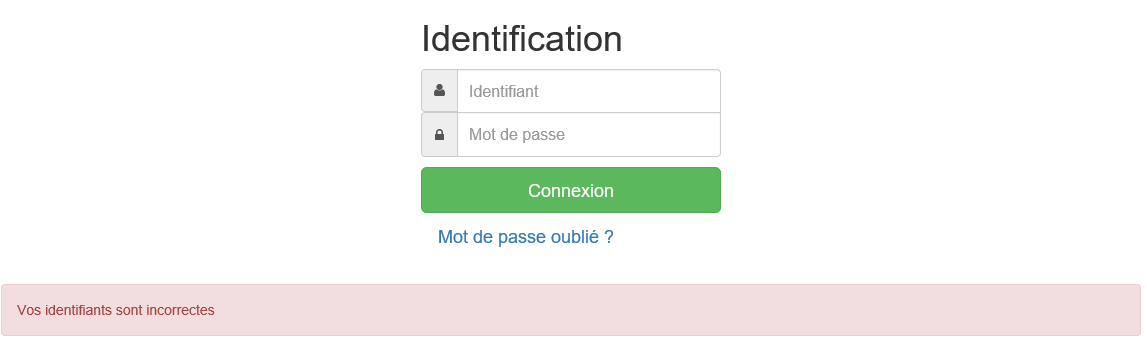 Identification
Identifiant
Mot de passe
Connexion
Mot de passe oublié ?
Vos identifiants sont incorrectes